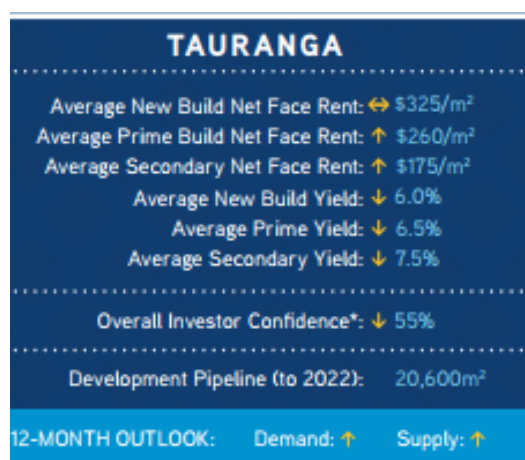 TAURANGA
Average New Build Net Face Rent: ↔ $325/m²
Average Prime Build Net Face Rent: ↑ $260/m²
Average Secondary Net Face Rent: ↑ $175/m²
Average New Build Yield: ↓ 6.0%
Average Prime Yield: ↓ 6.5%
Average Secondary Yield: ↓ 7.5%
Overall Investor Confidence*: ↓ 55%
Development Pipeline (to 2022): 20,600m²
12-MONTH OUTLOOK: Demand: ↑ Supply: ↑